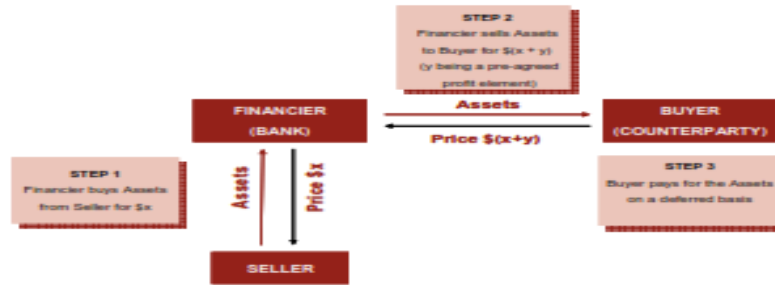 STEP 2
Financier sells Assets
to Buyer for $(x + y)
(y being a pre-agreed
profit element)
FINANCIER
(BANK)
Assets
Price $(x+y)
BUYER
(COUNTERPARTY)
STEP 1
Financier buys Assets
from Seller for $x
Assets
Price $x
STEP 3
Buyer pays for the Assets
on a deferred basis
SELLER